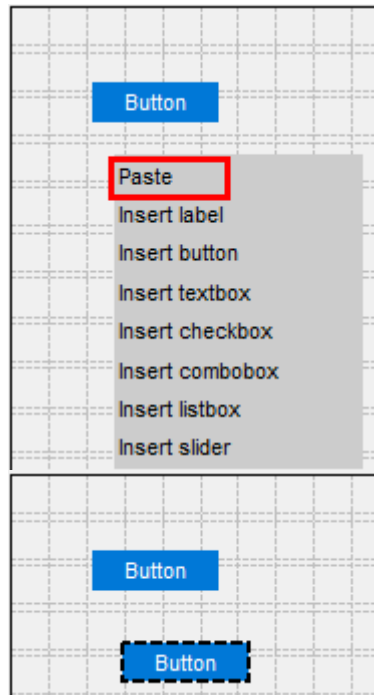 Button
Paste
Insert label
Insert button
Insert textbox
Insert checkbox
Insert combobox
Insert listbox
Insert slider
Button
Button